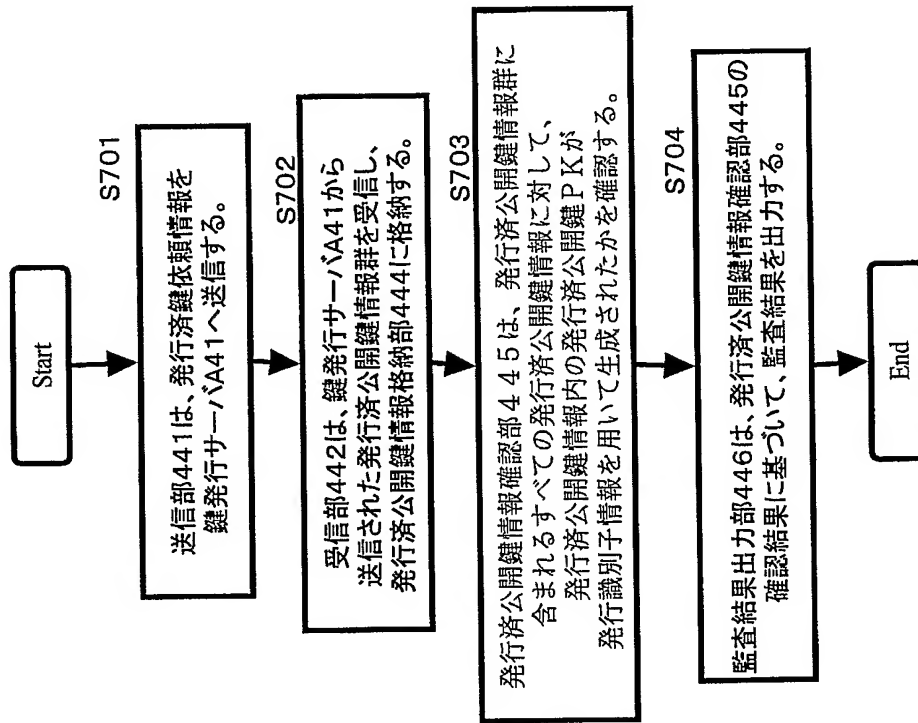 Start
S701
送信部441は、発行済鍵依頼情報を
鍵発行サーバA41へ送信する。
S702
受信部442は、鍵発行サーバA41から
送信された発行済公開鍵情報群を受信し、
発行済公開鍵情報格納部444に格納する。
S703
発行済公開鍵情報確認部445は、発行済公開鍵情報群に
含まれるすべての発行済公開鍵情報に対して、
発行済公開鍵情報内の発行済公開鍵PKが
発行識別子情報を用いて生成されたかを確認する。
S704
監査結果出力部446は、発行済公開鍵情報確認部445の
確認結果に基づいて、監査結果を出力する。
End